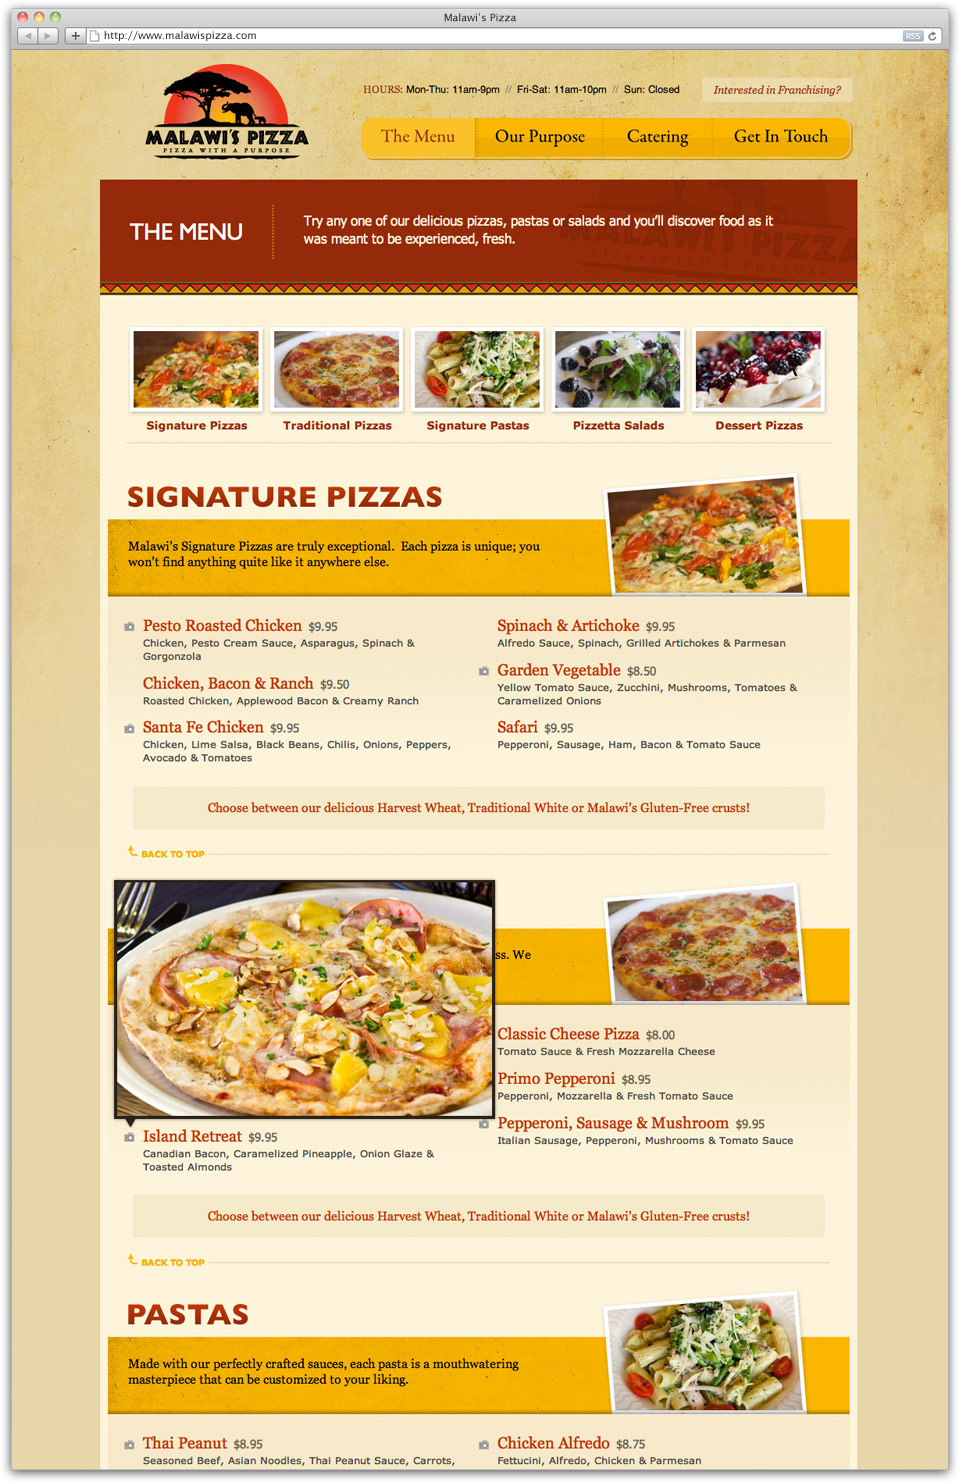 Malawi's Pizza
http://www.malawispizza.com
RSS
HOURS: Mon-Thu: 11am-9pm // Fri-Sat: 11am-10pm // Sun: Closed
Interested in Franchising?
MALAWI'S PIZZA
PIZZA WITH A PURPOSE
The Menu
Our Purpose
Catering
Get In Touch
THE MENU
Try any one of our delicious pizzas, pastas or salads and you'll discover food as it
was meant to be experienced, fresh.
MALAWI'S PIZZA
PIZZA WITH A PURPOSE
Signature Pizzas
Traditional Pizzas
Signature Pastas
Pizzetta Salads
Dessert Pizzas
SIGNATURE PIZZAS
Malawi's Signature Pizzas are truly exceptional. Each pizza is unique; you
won't find anything quite like it anywhere else.
Pesto Roasted Chicken $9.95
Chicken, Pesto Cream Sauce, Asparagus, Spinach &
Gorgonzola
Chicken, Bacon & Ranch $9.50
Roasted Chicken, Applewood Bacon & Creamy Ranch
Santa Fe Chicken $9.95
Chicken, Lime Salsa, Black Beans, Chilis, Onions, Peppers,
Avocado & Tomatoes
Spinach & Artichoke $9.95
Alfredo Sauce, Spinach, Grilled Artichokes & Parmesan
Garden Vegetable $8.50
Yellow Tomato Sauce, Zucchini, Mushrooms, Tomatoes &
Caramelized Onions
Safari $9.95
Pepperoni, Sausage, Ham, Bacon & Tomato Sauce
Choose between our delicious Harvest Wheat, Traditional White or Malawi's Gluten-Free crusts!
BACK TO TOP
ss. We
Island Retreat $9.95
Canadian Bacon, Caramelized Pineapple, Onion Glaze &
Toasted Almonds
Classic Cheese Pizza $8.00
Tomato Sauce & Fresh Mozzarella Cheese
Primo Pepperoni $8.95
Pepperoni, Mozzarella & Fresh Tomato Sauce
Pepperoni, Sausage & Mushroom $9.95
Italian Sausage, Pepperoni, Mushrooms & Tomato Sauce
Choose between our delicious Harvest Wheat, Traditional White or Malawi's Gluten-Free crusts!
BACK TO TOP
PASTAS
Made with our perfectly crafted sauces, each pasta is a mouthwatering
masterpiece that can be customized to your liking.
Thai Peanut $8.95
Seasoned Beef, Asian Noodles, Thai Peanut Sauce, Carrots,
Chicken Alfredo $8.75
Fettucini, Alfredo, Chicken & Parmesan